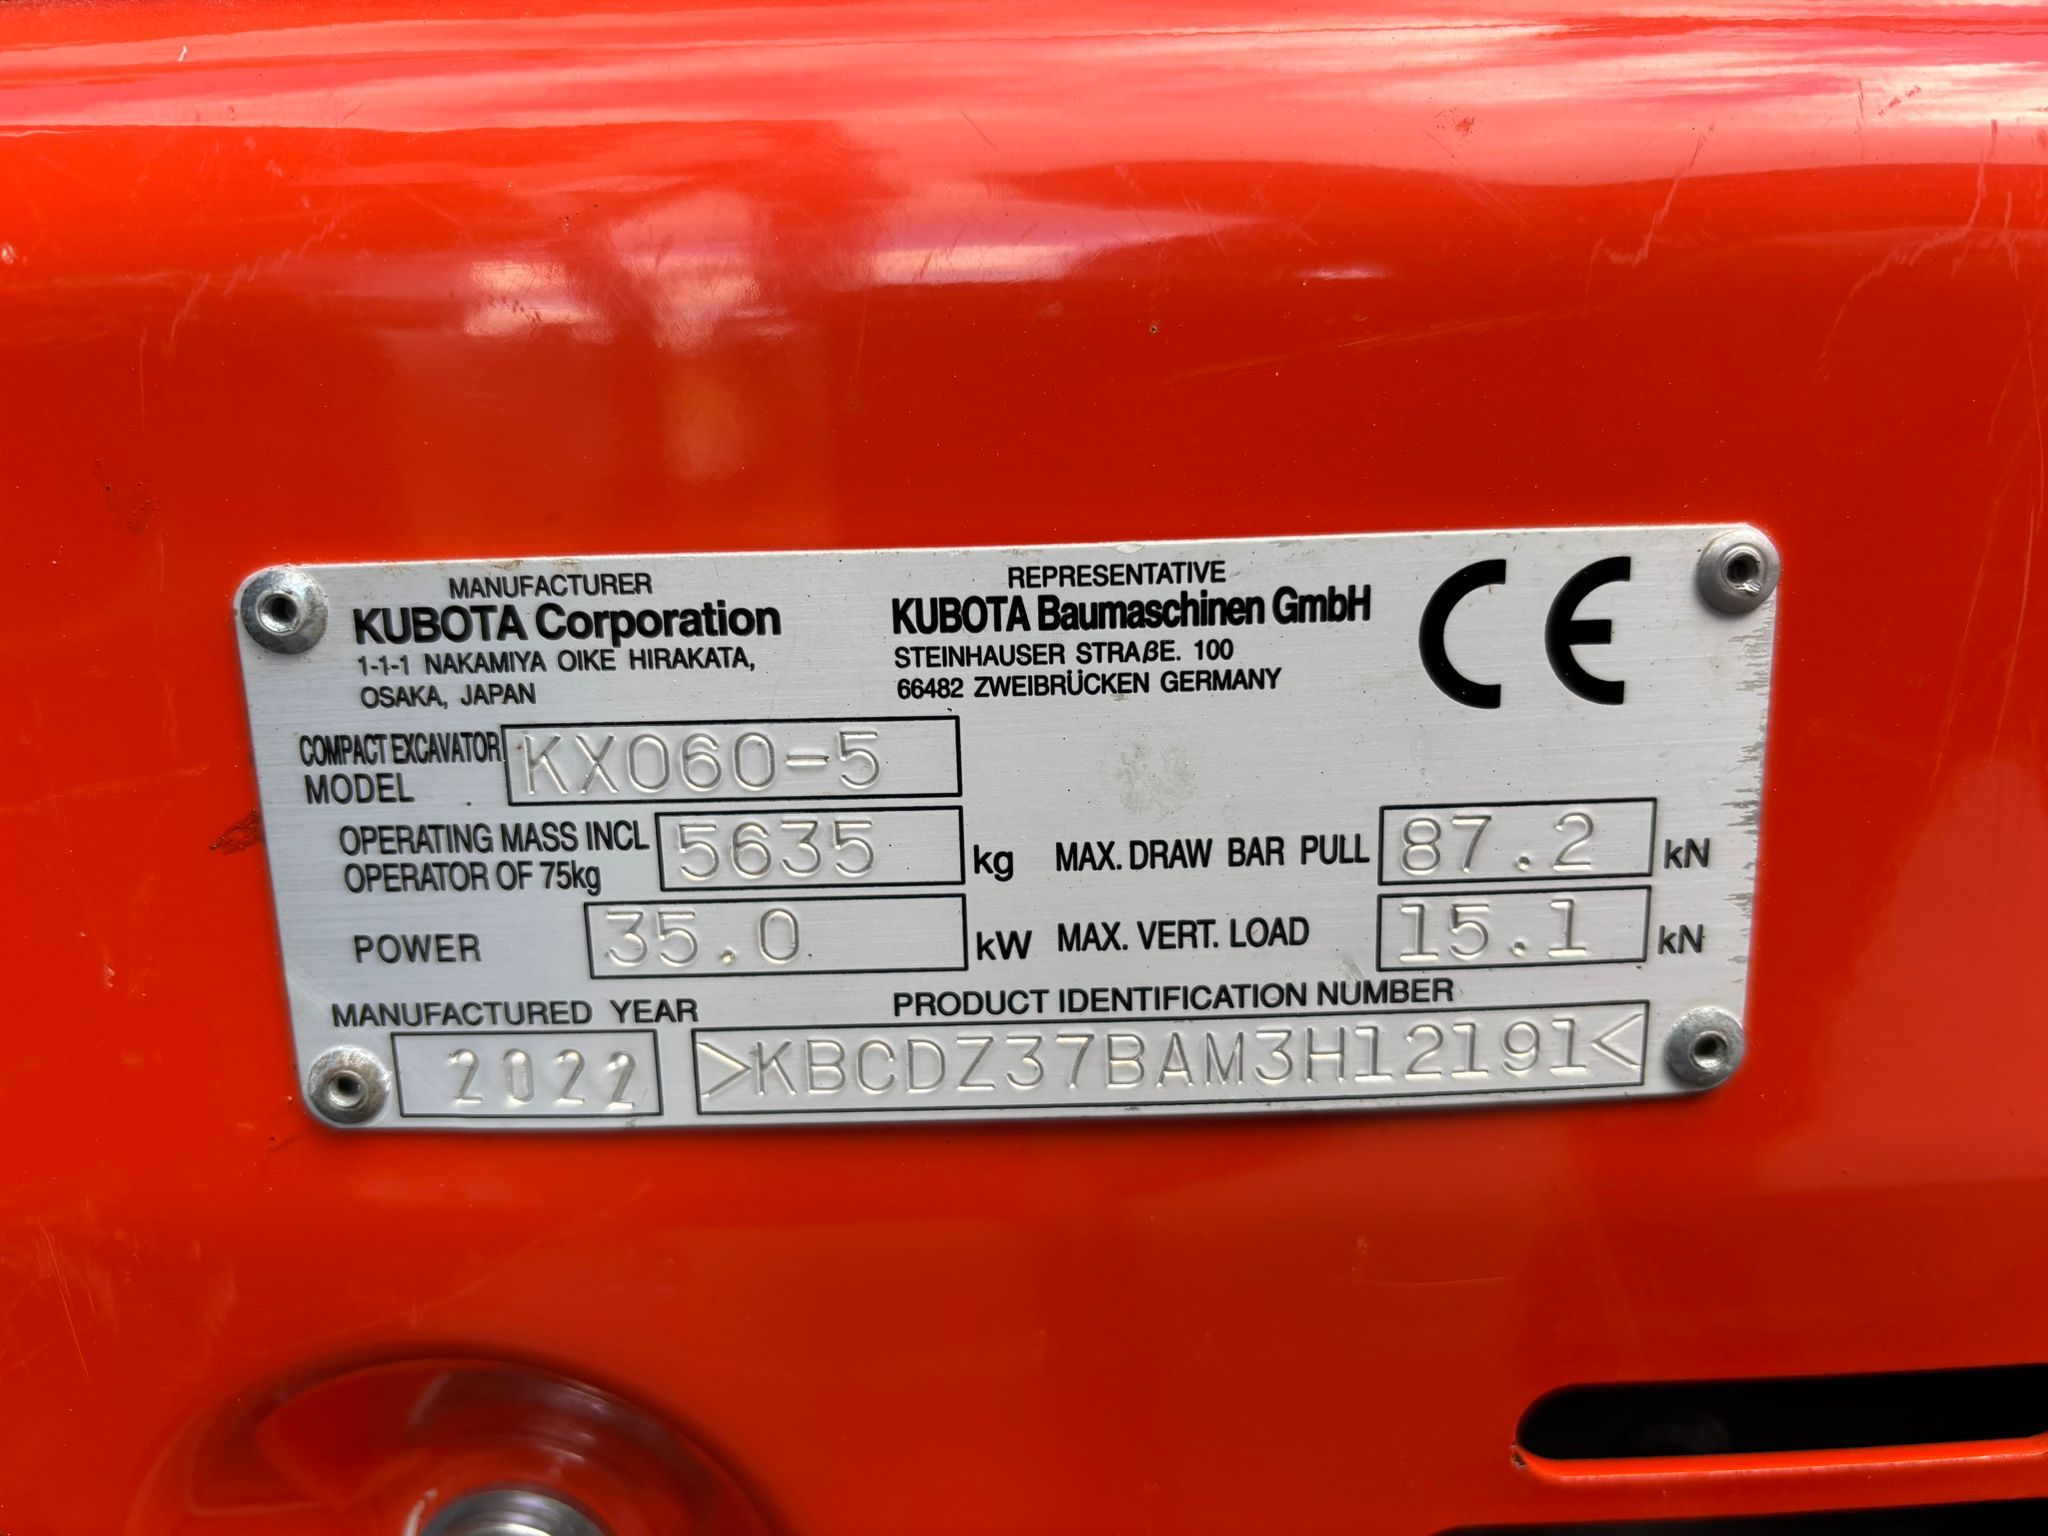 MANUFACTURER
KUBOTA Corporation
1-1-1 NAKAMIYA OIKE HIRAKATA,
OSAKA, JAPAN
REPRESENTATIVE
KUBOTA Baumaschinen GmbH
STEINHAUSER STRAßE. 100
66482 ZWEIBRÜCKEN GERMANY
CE
COMPACT EXCAVATOR
MODEL KX060-5
OPERATING MASS INCL
OPERATOR OF 75kg 5635 kg
MAX. DRAW BAR PULL 87.2 kN
POWER 35.0 kW
MAX. VERT. LOAD 15.1 kN
MANUFACTURED YEAR
2022
PRODUCT IDENTIFICATION NUMBER
>KBCDZ37BAM3H12191<